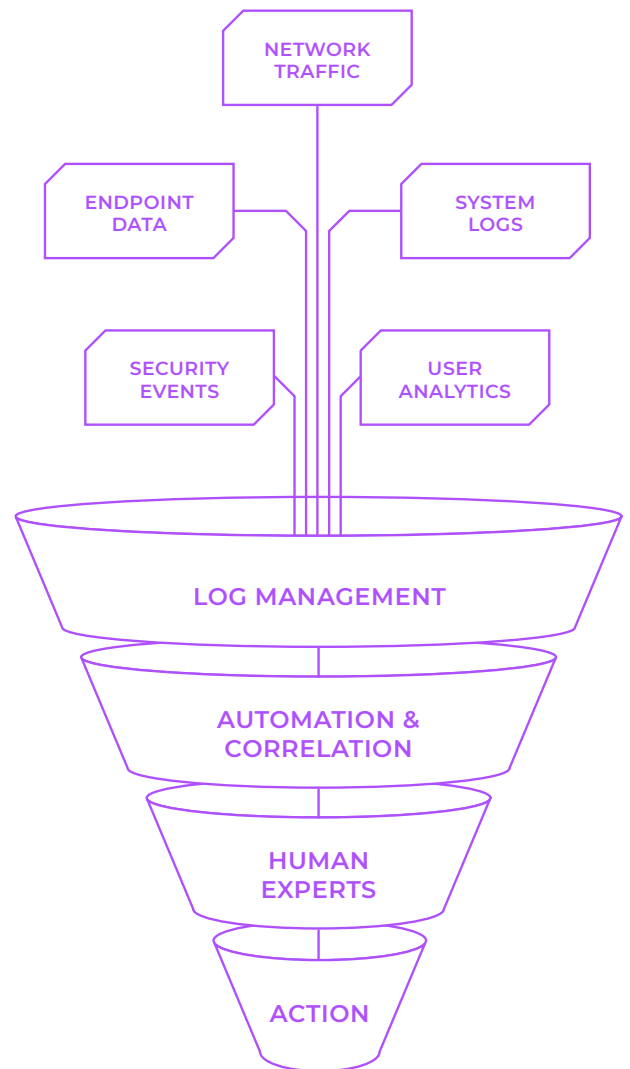 NETWORK
TRAFFIC
ENDPOINT
DATA
SYSTEM
LOGS
SECURITY
EVENTS
USER
ANALYTICS
LOG MANAGEMENT
AUTOMATION &
CORRELATION
HUMAN
EXPERTS
ACTION